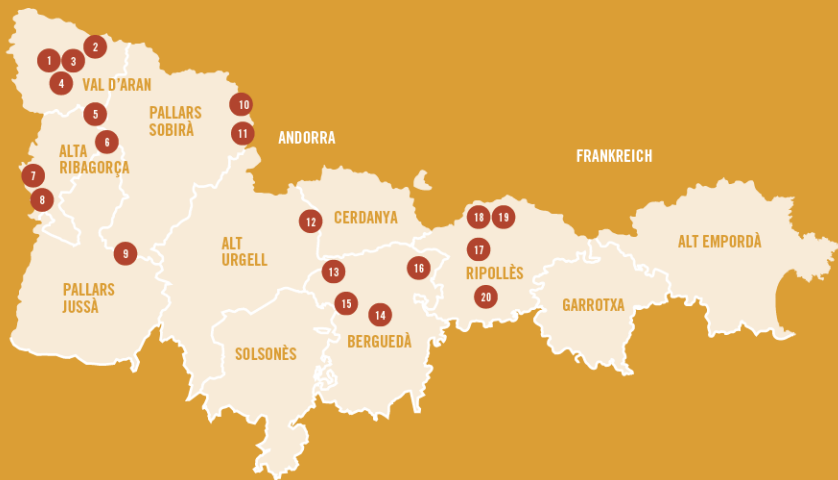 2
1
3
4
VAL D'ARAN
PALLARS
SOBIRÀ
10
5
11
ANDORRA
6
ALTA
RIBAGORÇA
FRANKREICH
7
8
12
CERDANYA
18
19
ALT
URGELL
17
ALT EMPORDÀ
9
13
16
RIPOLLÈS
PALLARS
JUSSÀ
15
14
20
GARROTXA
BERGUEDÀ
SOLSONÈS